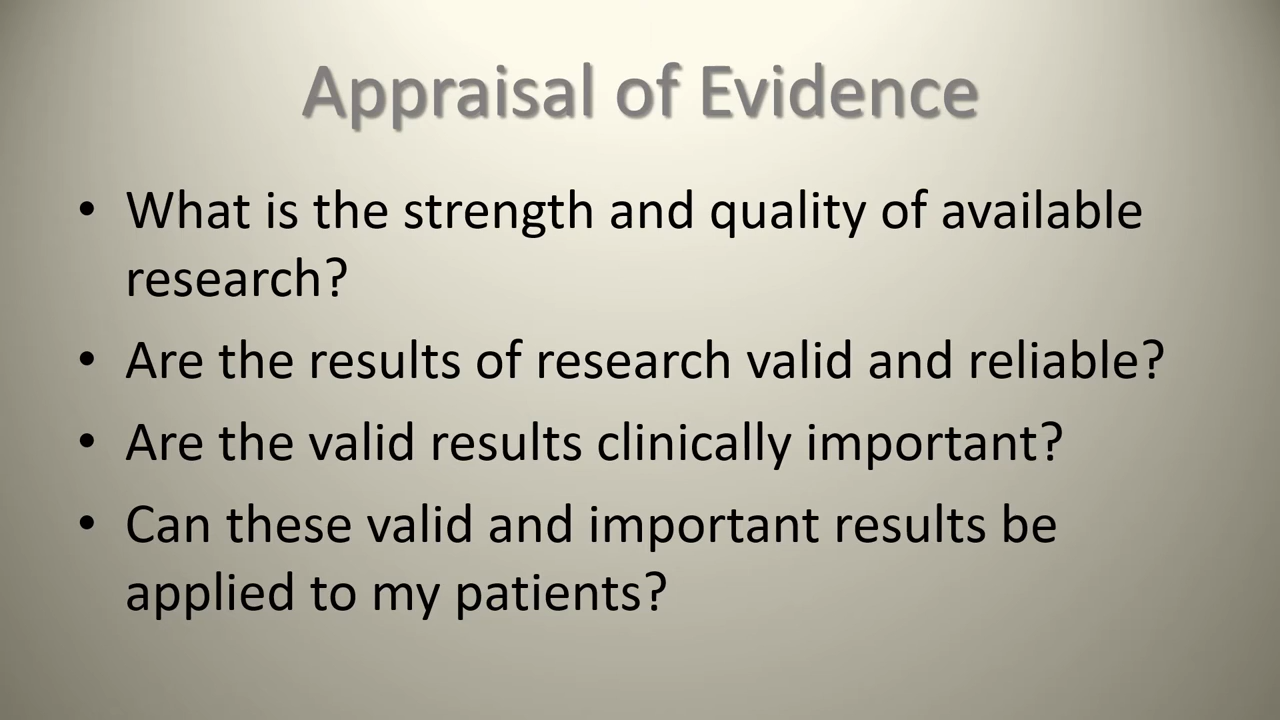 Appraisal of Evidence
• What is the strength and quality of available
research?
• Are the results of research valid and reliable?
• Are the valid results clinically important?
• Can these valid and important results be
applied to my patients?